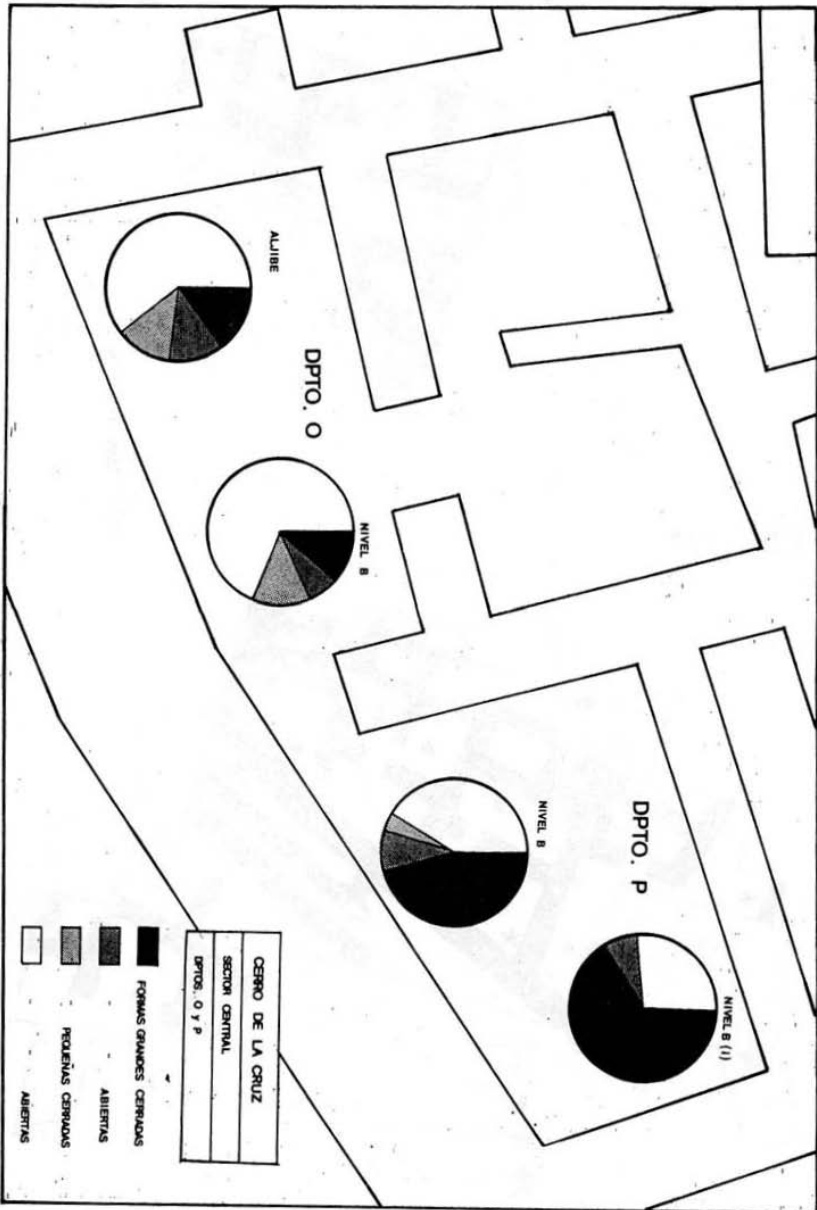 ALJIBE
DPTO. O
NIVEL B
DPTO. P
NIVEL B
NIVEL B (I)
CERRO DE LA CRUZ
SECTOR CENTRAL
DPTOS. O y P
FORMAS GRANDES CERRADAS
" " ABIERTAS
" PEQUEÑAS CERRADAS
" " ABIERTAS